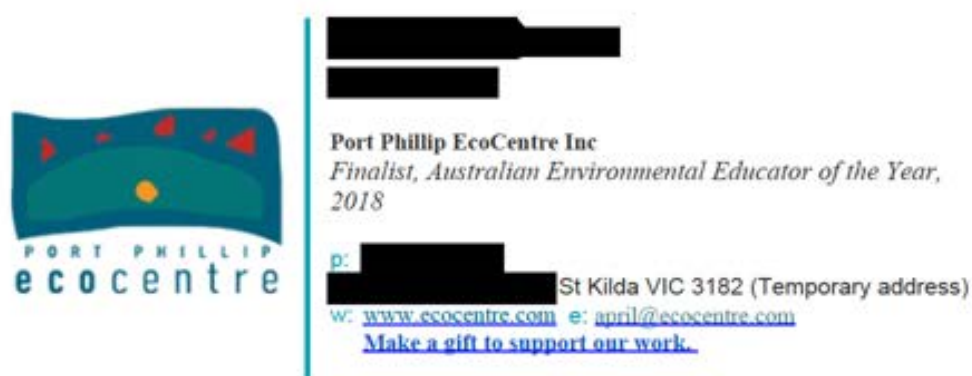 PORT PHILLIP
ecocentre
Port Phillip EcoCentre Inc
Finalist, Australian Environmental Educator of the Year,
2018
p:
St Kilda VIC 3182 (Temporary address)
w: www.ecocentre.com e: april@ecocentre.com
Make a gift to support our work.